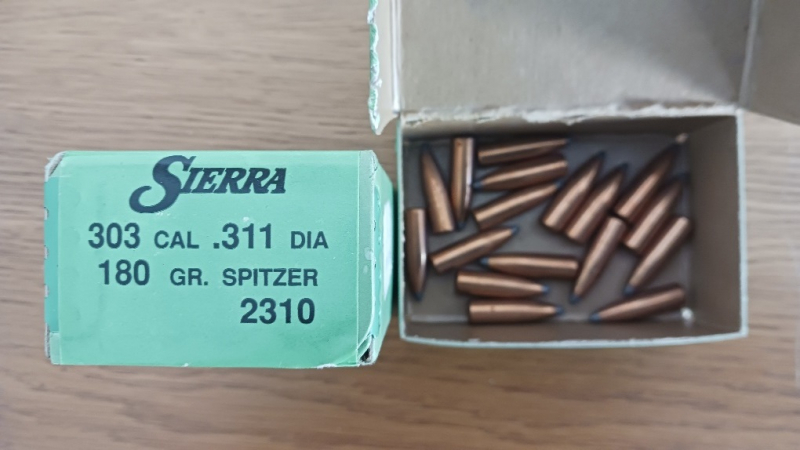 SIERRA
303 CAL .311 DIA
180 GR. SPITZER
2310